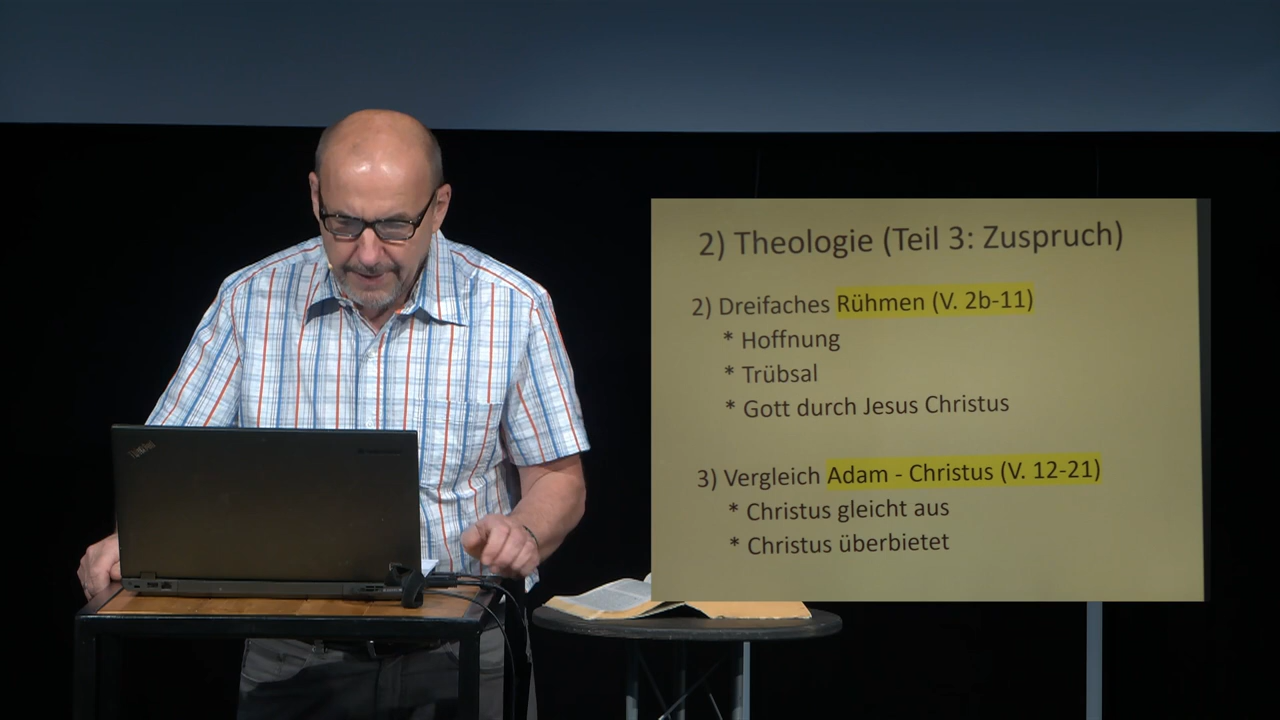 2) Theologie (Teil 3: Zuspruch)
2) Dreifaches Rühmen (V. 2b-11)
* Hoffnung
* Trübsal
* Gott durch Jesus Christus
3) Vergleich Adam - Christus (V. 12-21)
* Christus gleicht aus
* Christus überbietet
ThinkPad